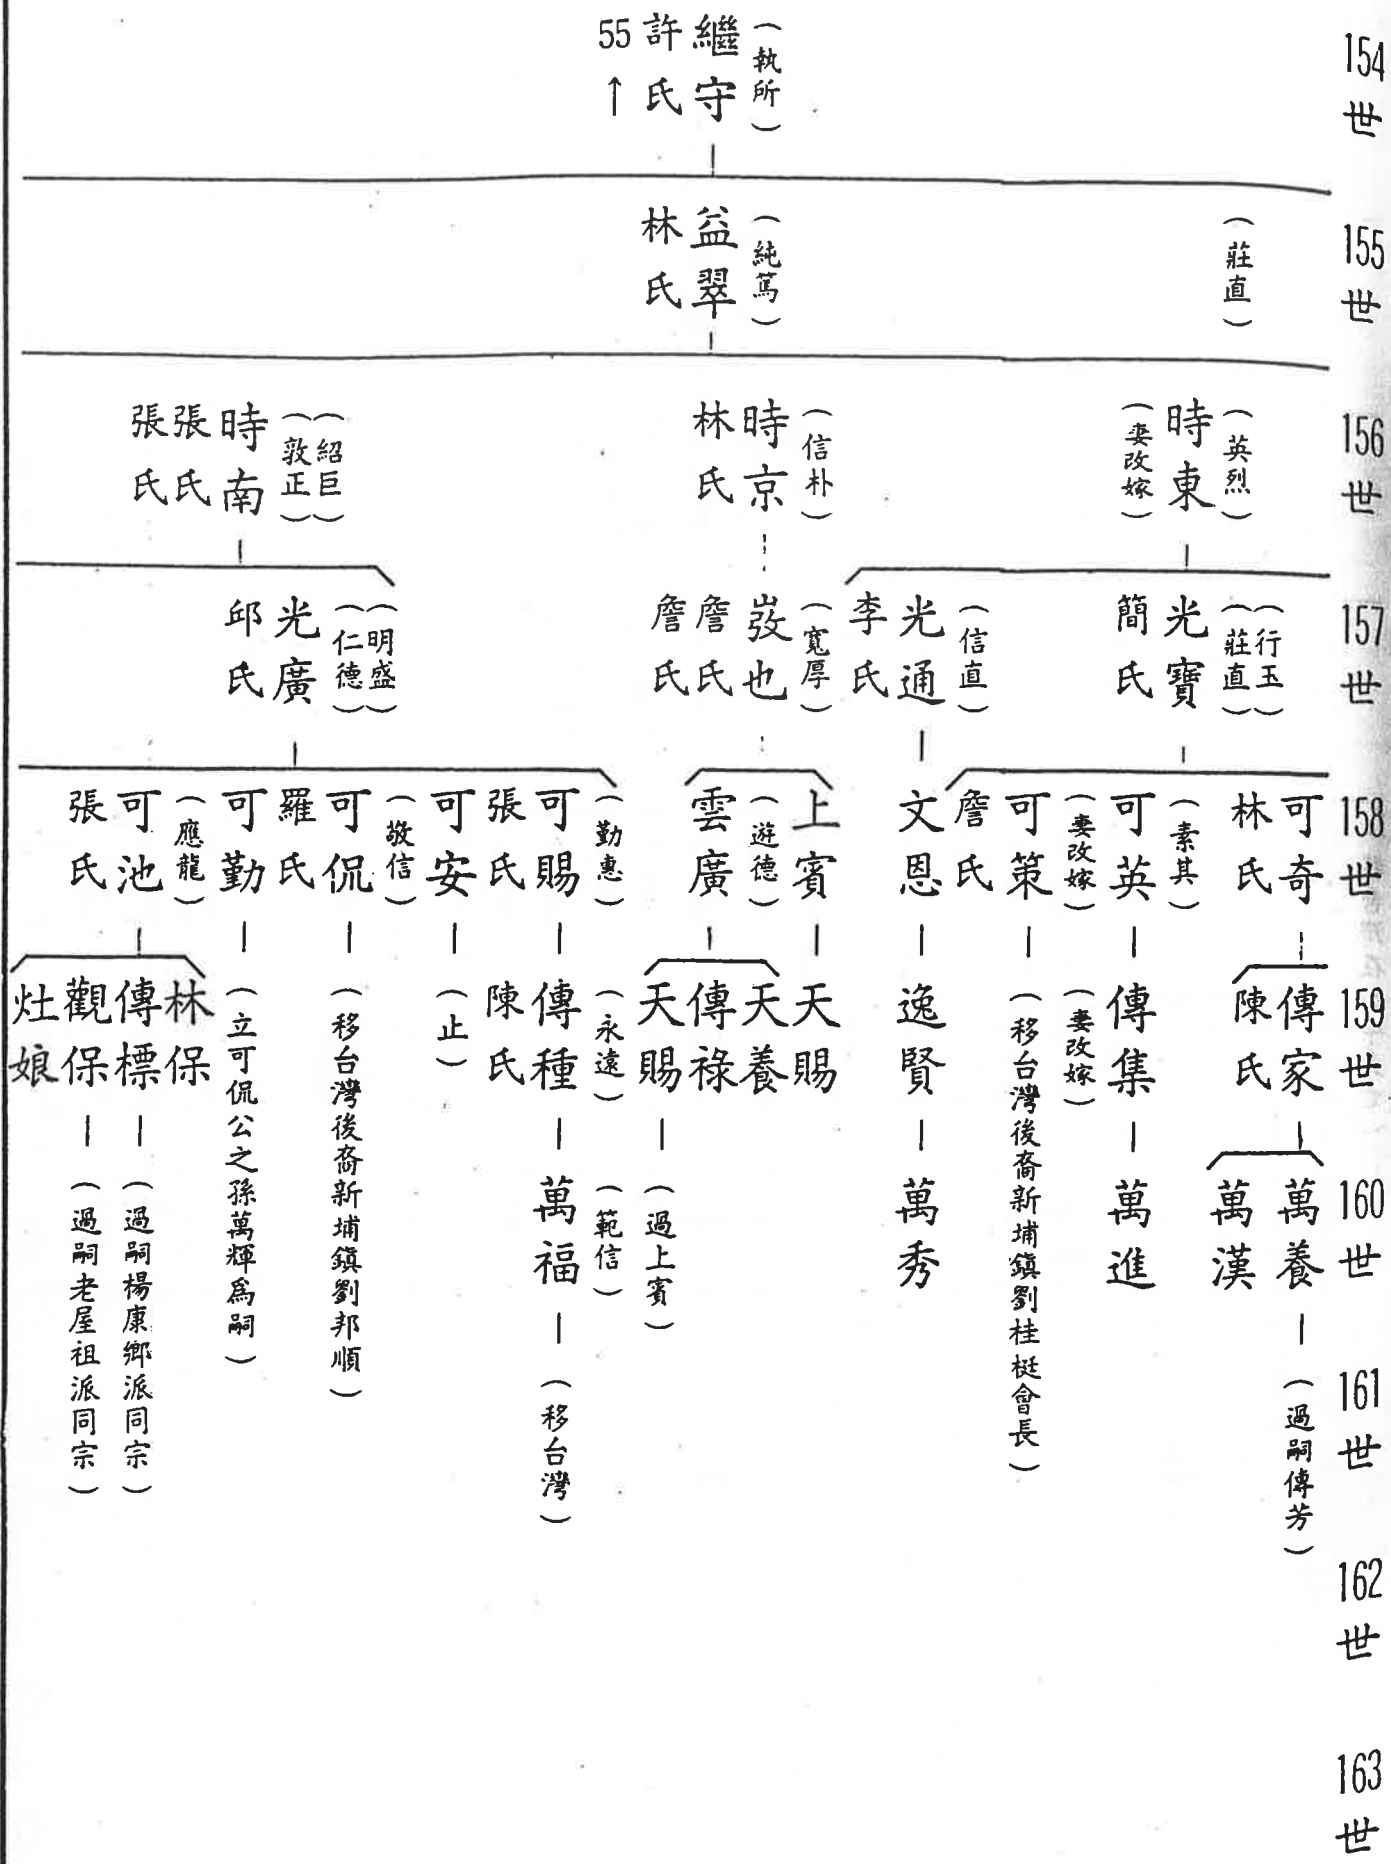 154世
(執所)
繼守
許氏
55↑
155世
(莊直)
(純篤)
益翠
林氏
156世
(英烈)
時東
(妻改嫁)
(信朴)
時京
林氏
(紹巨)
(敦正)
時南
張氏
張氏
157世
(行玉)
(莊直)
光寶
簡氏
(信直)
光通
李氏
(寬厚)
也
詹氏
詹氏
(明盛)
(仁德)
光廣
邱氏
158世
可奇
林氏
(素其)
可英
(妻改嫁)
可策
詹氏
文恩
上賓
(遊德)
雲廣
(勤惠)
可賜
張氏
可安
(敬信)
可侃
羅氏
可勤
(應龍)
可池
張氏
159世
傳家
陳氏
傳集
(妻改嫁)
(移台灣後裔新埔鎮劉桂梃會長)
逸賢
天賜
天養
傳祿
天賜
(永遠)
傳種
陳氏
(止)
(移台灣後裔新埔鎮劉邦順)
(立可侃公之孫萬輝為嗣)
林保
傳標
觀保
灶娘
160世
萬養
萬漢
萬進
萬秀
(過上賓)
(範信)
萬福
(過嗣楊康鄉派同宗)
(過嗣老屋祖派同宗)
161世
(過嗣傳芳)
(移台灣)
162世
163世